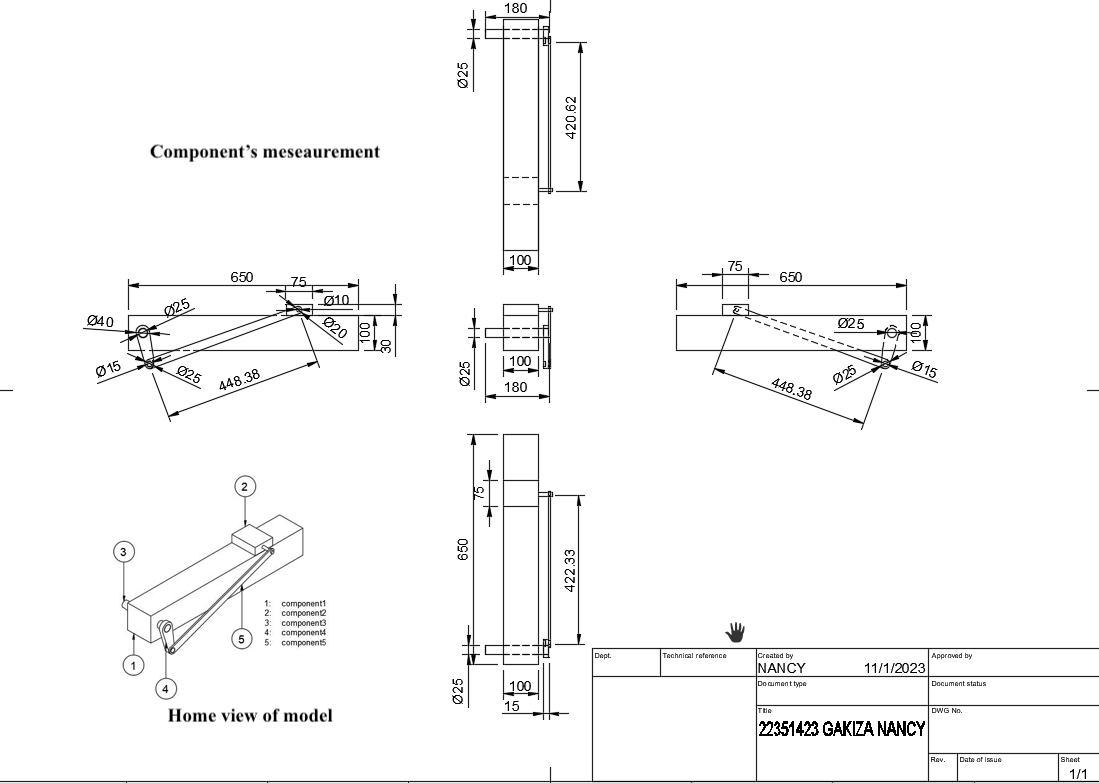 180
Ø25
420.62
Component's meseaurement
100
650
75
Ø10
Ø25
Ø40
Ø20
100
30
Ø15
Ø25
448.38
Ø25
100
180
75
650
Ø25
100
Ø25
Ø15
448.38
75
650
422.33
Ø25
100
15
2
3
1
4
5
1: component1
2: component2
3: component3
4: component4
5: component5
Home view of model
Dept.
Technical reference
Created by
NANCY 11/1/2023
Approved by
Document type
Document status
Title
22351423 GAKIZA NANCY
DWG No.
Rev.
Date of issue
Sheet
1/1